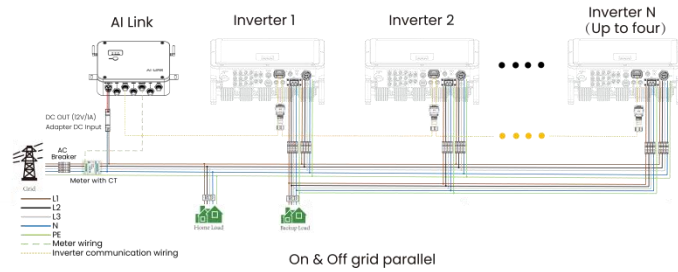 AI Link
Inverter 1
Inverter 2
Inverter N
(Up to four)
AI-LINK
DC OUT (12V/1A)
Adapter DC Input
AC
Breaker
Meter with CT
Grid
L1
L2
L3
N
PE
Meter wiring
Inverter communication wiring
Home Load
Backup Load
On & Off grid parallel